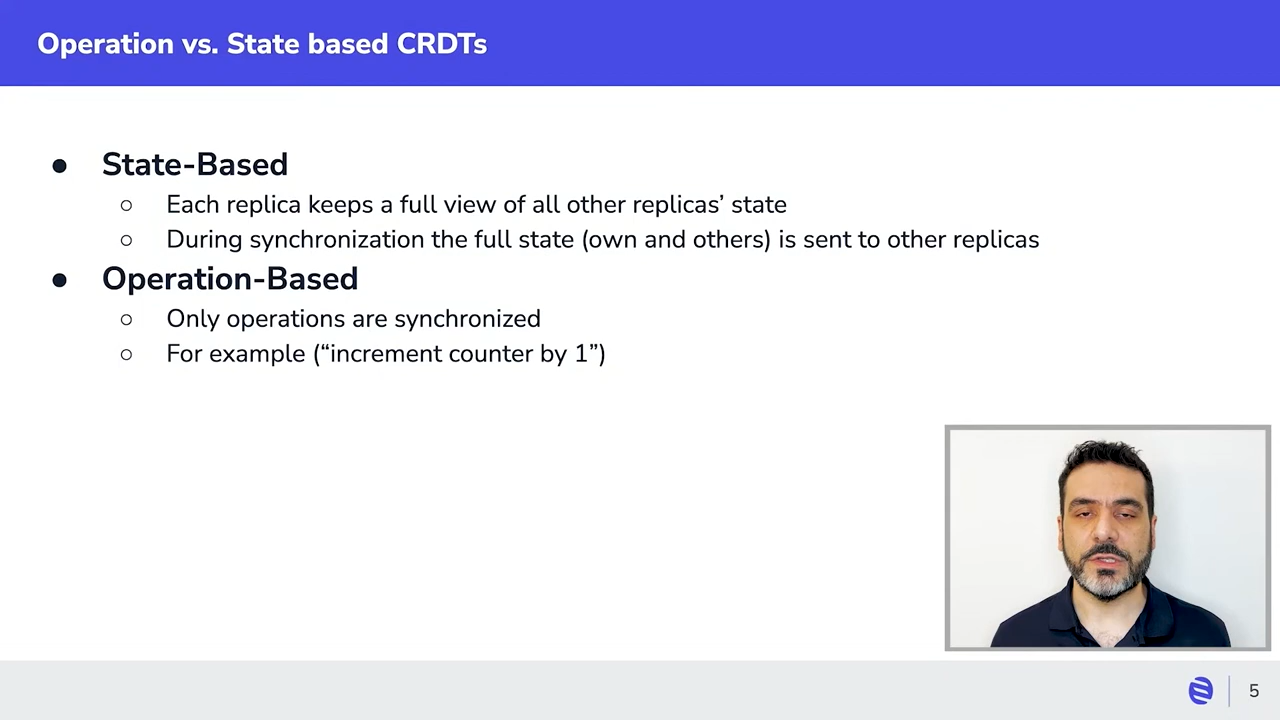 Operation vs. State based CRDTs
● State-Based
○ Each replica keeps a full view of all other replicas’ state
○ During synchronization the full state (own and others) is sent to other replicas
● Operation-Based
○ Only operations are synchronized
○ For example (“increment counter by 1”)
5